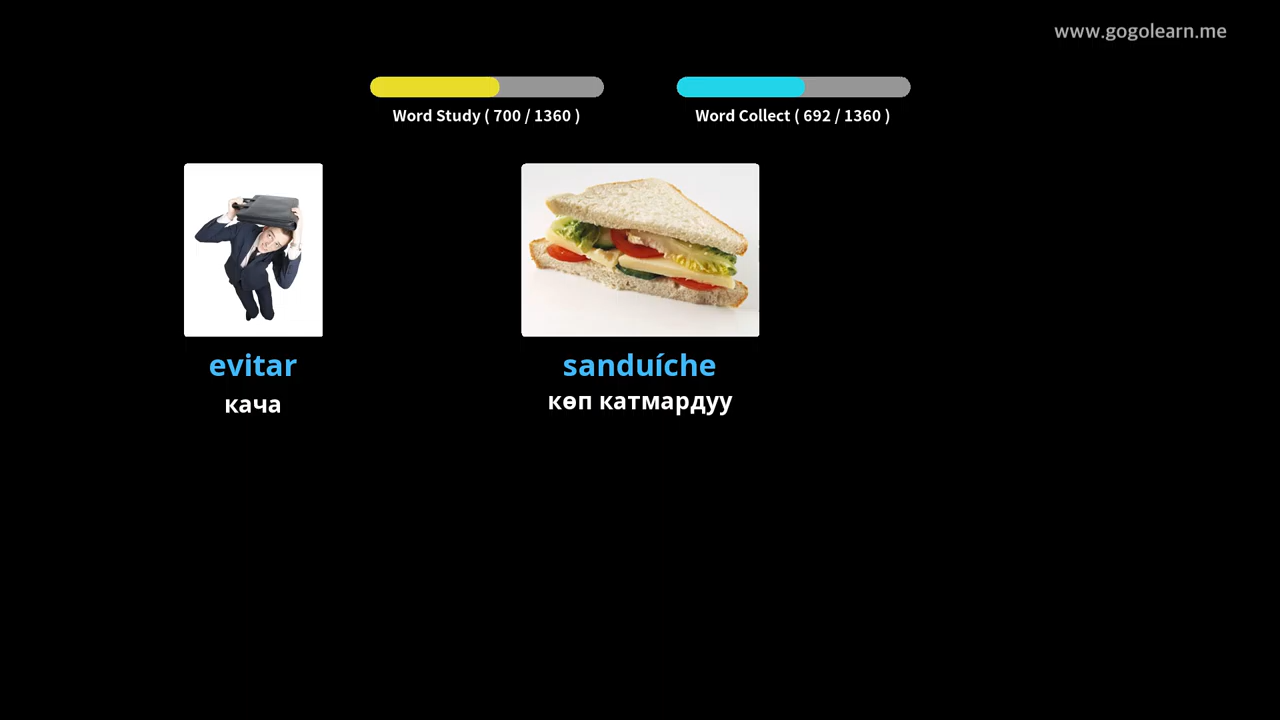 www.gogolearn.me
Word Study ( 700 / 1360 )
Word Collect ( 692 / 1360 )
evitar
кача
sanduíche
көп катмардуу